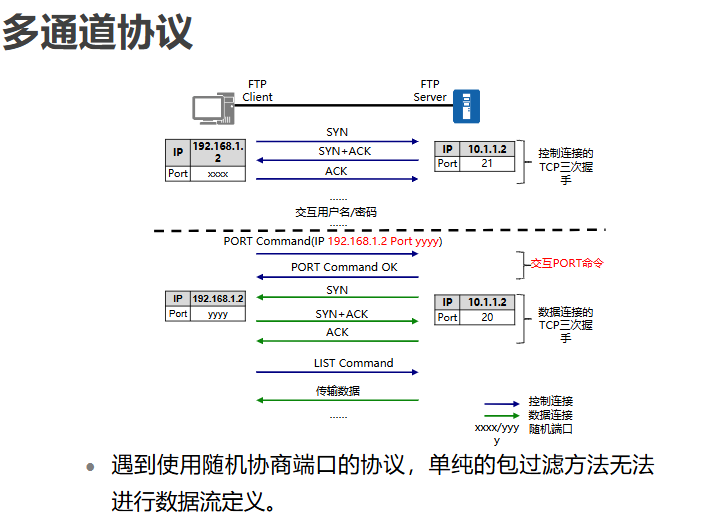 多通道协议
FTP
Client
FTP
Server
SYN
SYN+ACK
ACK
IP 192.168.1.
2
Port xxxx
IP 10.1.1.2
Port 21
控制连接的
TCP三次握
手
......
交互用户名/密码
......
PORT Command(IP 192.168.1.2 Port yyyy)
PORT Command OK
交互PORT命令
SYN
SYN+ACK
ACK
IP 192.168.1.2
Port yyyy
IP 10.1.1.2
Port 20
数据连接的
TCP三次握
手
LIST Command
传输数据
......
控制连接
数据连接
xxxx/yyy
y
随机端口
遇到使用随机协商端口的协议，单纯的包过滤方法无法
进行数据流定义。